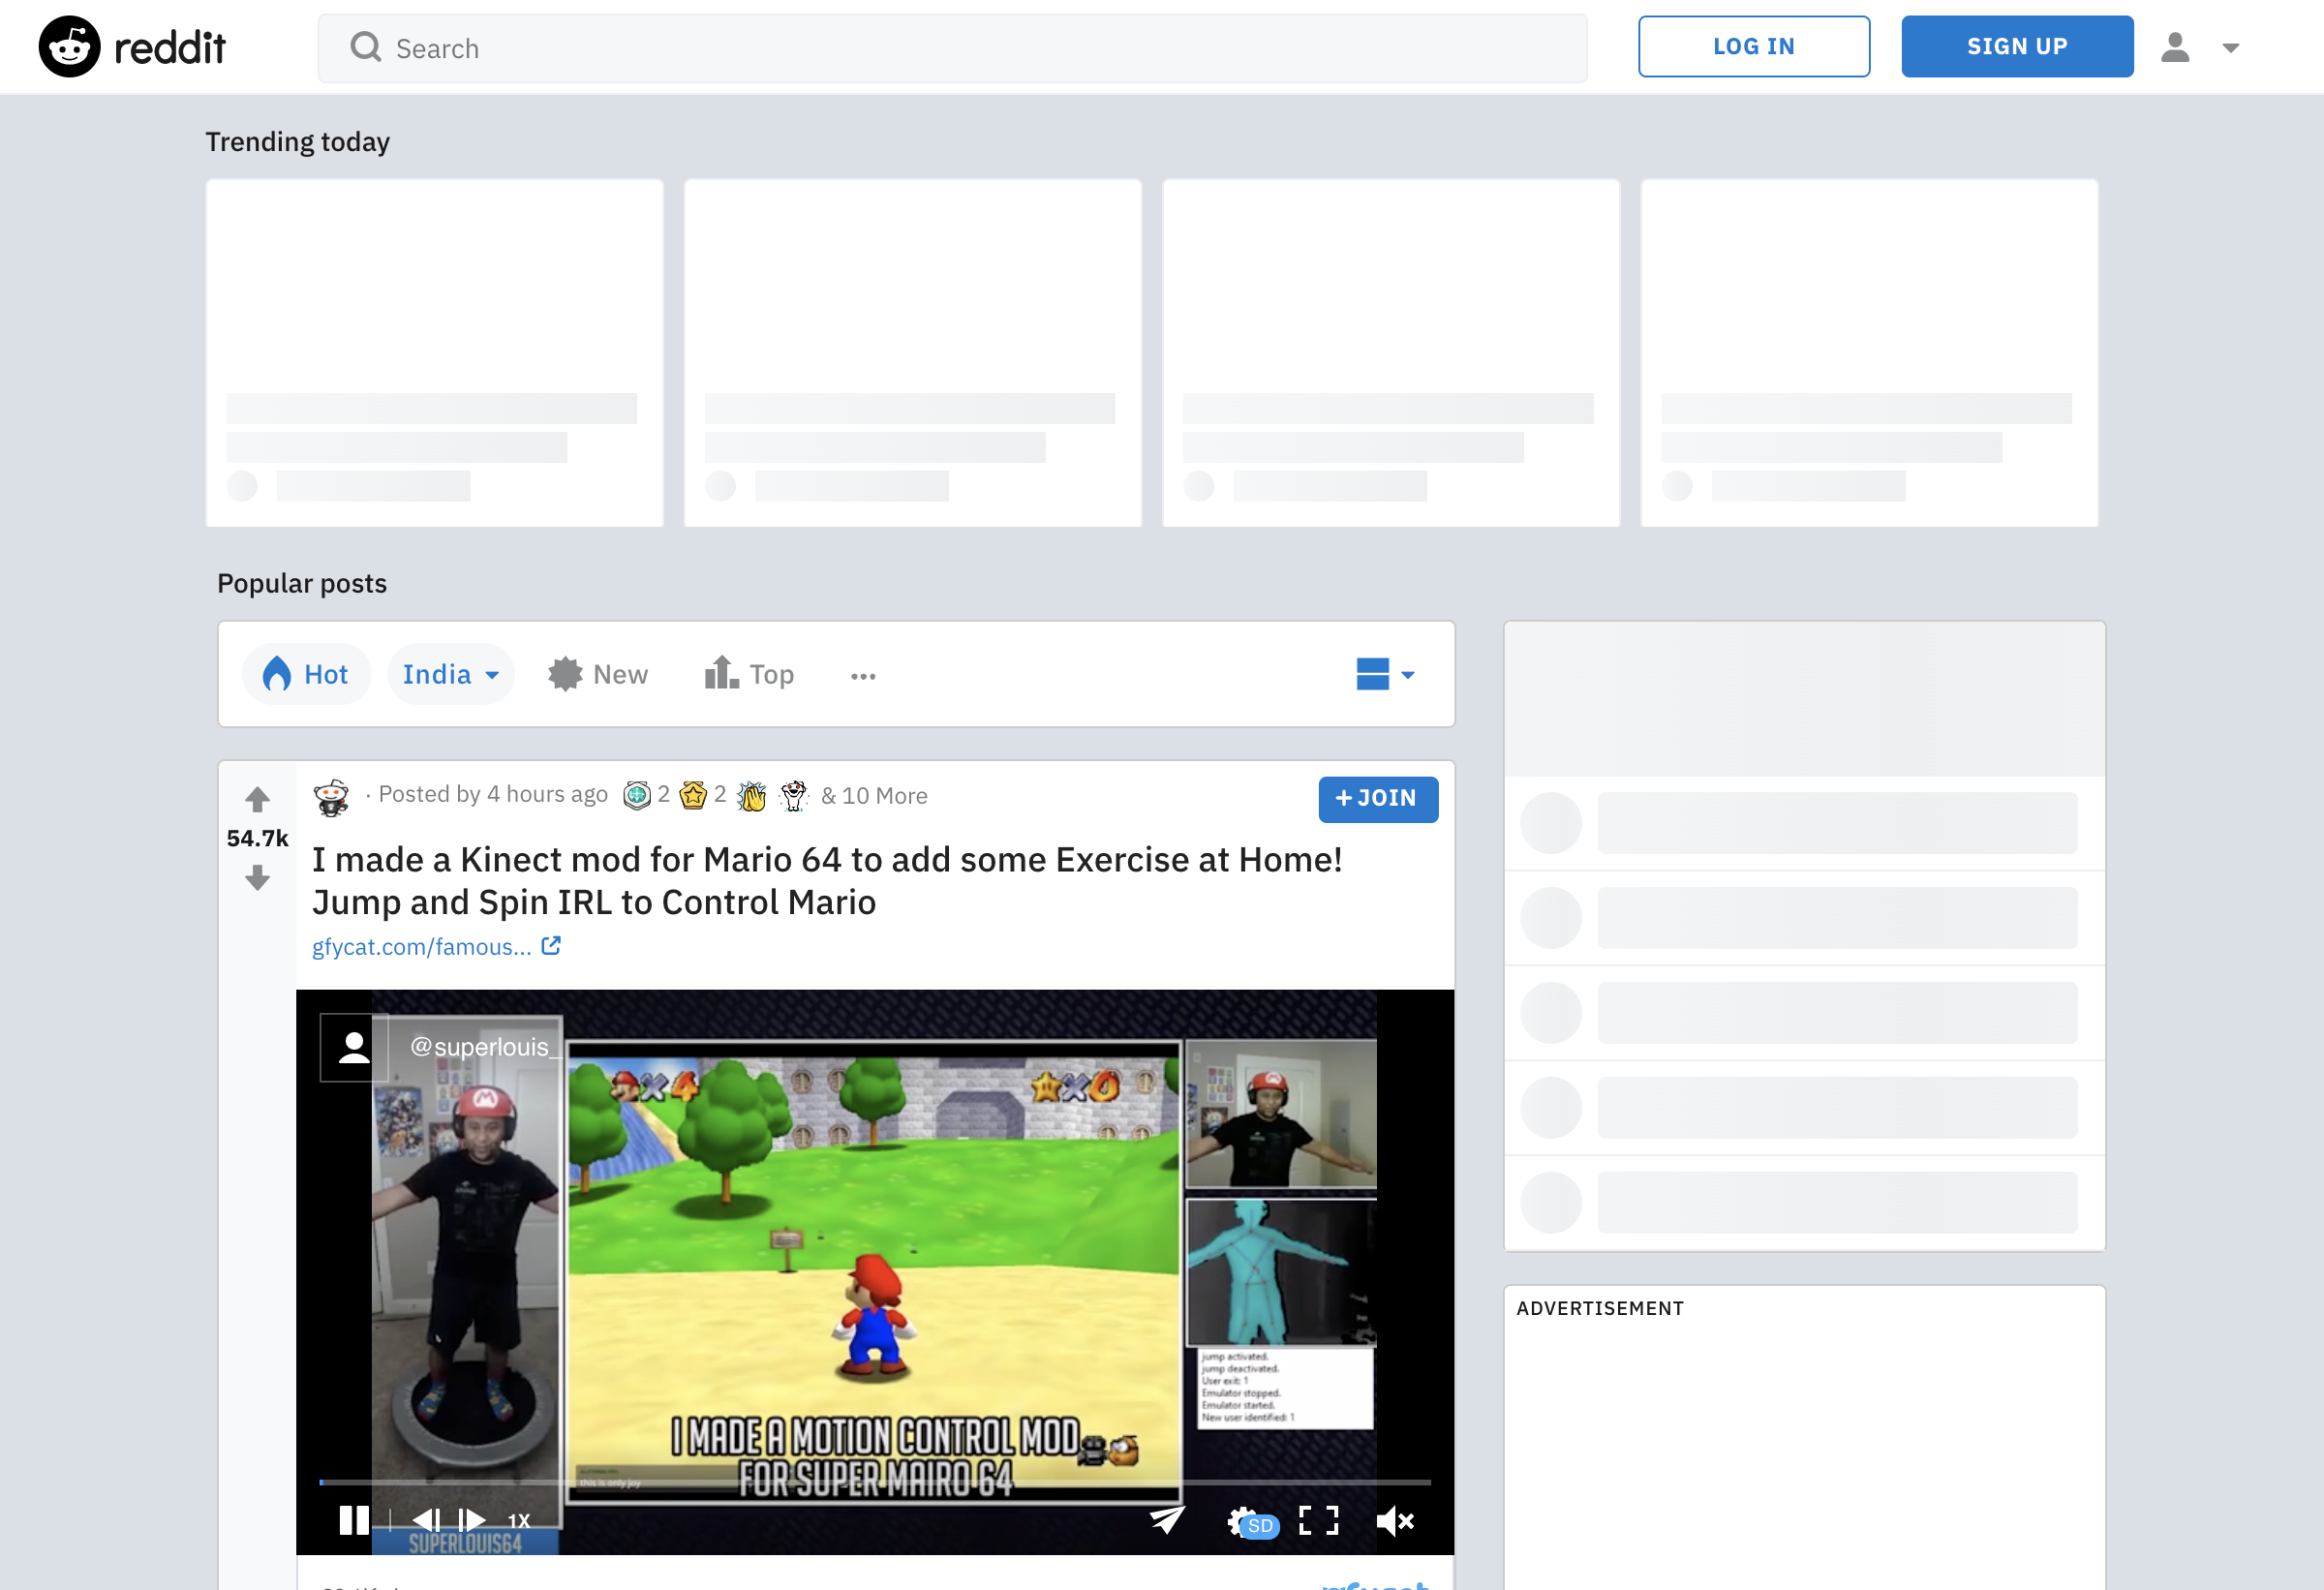 reddit
Search
LOG IN
SIGN UP
Trending today
Popular posts
Hot
India
New
Top
54.7k
· Posted by 4 hours ago 2 2 & 10 More
+ JOIN
I made a Kinect mod for Mario 64 to add some Exercise at Home!
Jump and Spin IRL to Control Mario
gfycat.com/famous...
@superlouis_
x4
x0
jump activated.
jump deactivated.
User exit: 1
Emulator stopped.
Emulator started.
New user identified: 1
I MADE A MOTION CONTROL MOD
FOR SUPER MAIRO 64
this is only joy
1X
SD
SUPERLOUIS64
ADVERTISEMENT
gfycat